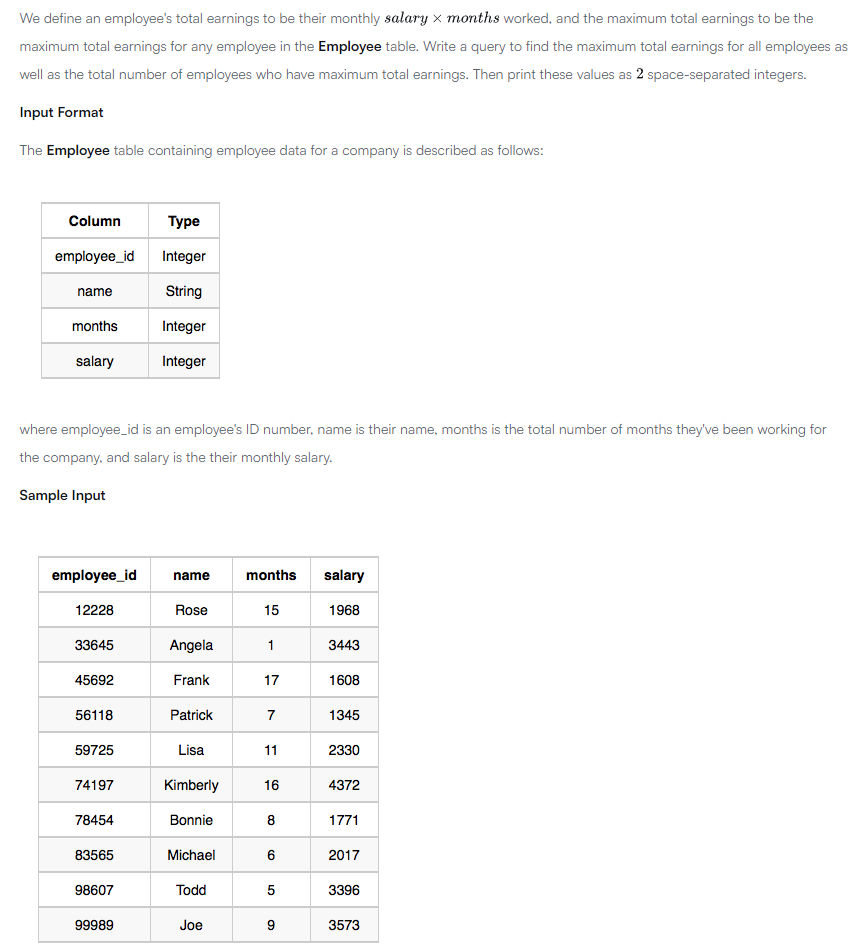 We define an employee's total earnings to be their monthly salary × months worked, and the maximum total earnings to be the
maximum total earnings for any employee in the Employee table. Write a query to find the maximum total earnings for all employees as
well as the total number of employees who have maximum total earnings. Then print these values as 2 space-separated integers.
Input Format
The Employee table containing employee data for a company is described as follows:
Column Type
employee_id Integer
name String
months Integer
salary Integer
where employee_id is an employee's ID number, name is their name, months is the total number of months they've been working for
the company, and salary is the their monthly salary.
Sample Input
employee_id name months salary
12228 Rose 15 1968
33645 Angela 1 3443
45692 Frank 17 1608
56118 Patrick 7 1345
59725 Lisa 11 2330
74197 Kimberly 16 4372
78454 Bonnie 8 1771
83565 Michael 6 2017
98607 Todd 5 3396
99989 Joe 9 3573